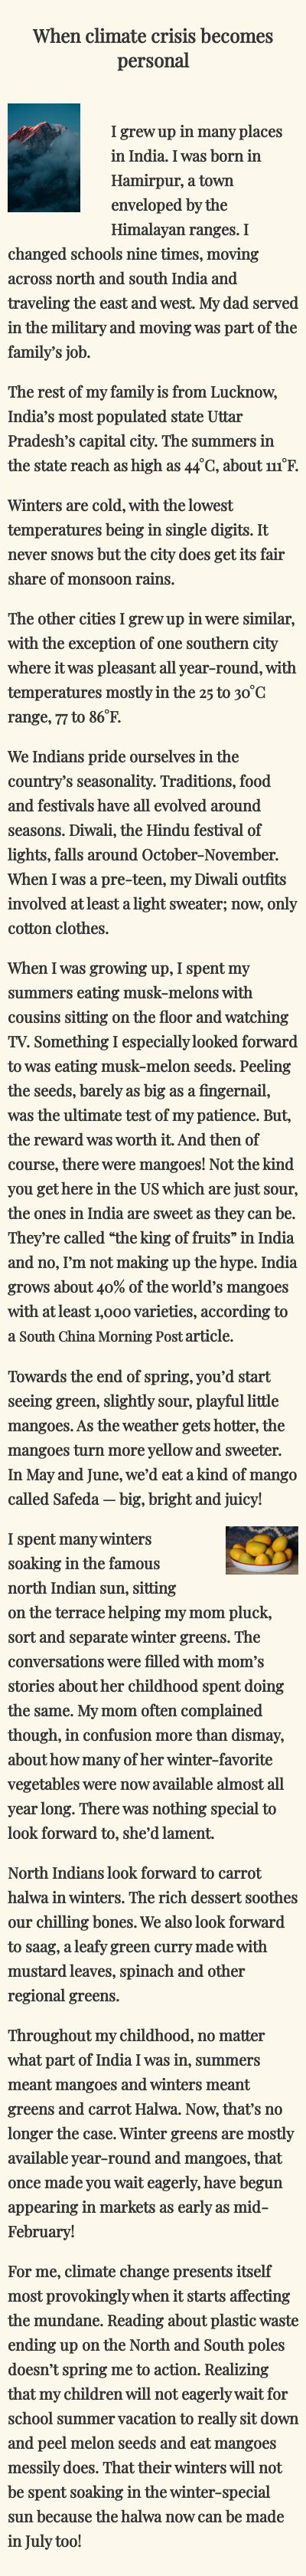 When climate crisis becomes
personal
I grew up in many places
in India. I was born in
Hamirpur, a town
enveloped by the
Himalayan ranges. I
changed schools nine times, moving
across north and south India and
traveling the east and west. My dad served
in the military and moving was part of the
family's job.
The rest of my family is from Lucknow,
India's most populated state Uttar
Pradesh's capital city. The summers in
the state reach as high as 44°C, about 111°F.
Winters are cold, with the lowest
temperatures being in single digits. It
never snows but the city does get its fair
share of monsoon rains.
The other cities I grew up in were similar,
with the exception of one southern city
where it was pleasant all year-round, with
temperatures mostly in the 25 to 30°C
range, 77 to 86°F.
We Indians pride ourselves in the
country's seasonality. Traditions, food
and festivals have all evolved around
seasons. Diwali, the Hindu festival of
lights, falls around October-November.
When I was a pre-teen, my Diwali outfits
involved at least a light sweater; now, only
cotton clothes.
When I was growing up, I spent my
summers eating musk-melons with
cousins sitting on the floor and watching
TV. Something I especially looked forward
to was eating musk-melon seeds. Peeling
the seeds, barely as big as a fingernail,
was the ultimate test of my patience. But,
the reward was worth it. And then of
course, there were mangoes! Not the kind
you get here in the US which are just sour,
the ones in India are sweet as they can be.
They're called “the king of fruits” in India
and no, I'm not making up the hype. India
grows about 40% of the world's mangoes
with at least 1,000 varieties, according to
a South China Morning Post article.
Towards the end of spring, you'd start
seeing green, slightly sour, playful little
mangoes. As the weather gets hotter, the
mangoes turn more yellow and sweeter.
In May and June, we'd eat a kind of mango
called Safeda — big, bright and juicy!
I spent many winters
soaking in the famous
north Indian sun, sitting
on the terrace helping my mom pluck,
sort and separate winter greens. The
conversations were filled with mom's
stories about her childhood spent doing
the same. My mom often complained
though, in confusion more than dismay,
about how many of her winter-favorite
vegetables were now available almost all
year long. There was nothing special to
look forward to, she'd lament.
North Indians look forward to carrot
halwa in winters. The rich dessert soothes
our chilling bones. We also look forward
to saag, a leafy green curry made with
mustard leaves, spinach and other
regional greens.
Throughout my childhood, no matter
what part of India I was in, summers
meant mangoes and winters meant
greens and carrot Halwa. Now, that's no
longer the case. Winter greens are mostly
available year-round and mangoes, that
once made you wait eagerly, have begun
appearing in markets as early as mid-
February!
For me, climate change presents itself
most provokingly when it starts affecting
the mundane. Reading about plastic waste
ending up on the North and South poles
doesn't spring me to action. Realizing
that my children will not eagerly wait for
school summer vacation to really sit down
and peel melon seeds and eat mangoes
messily does. That their winters will not
be spent soaking in the winter-special
sun because the halwa now can be made
in July too!